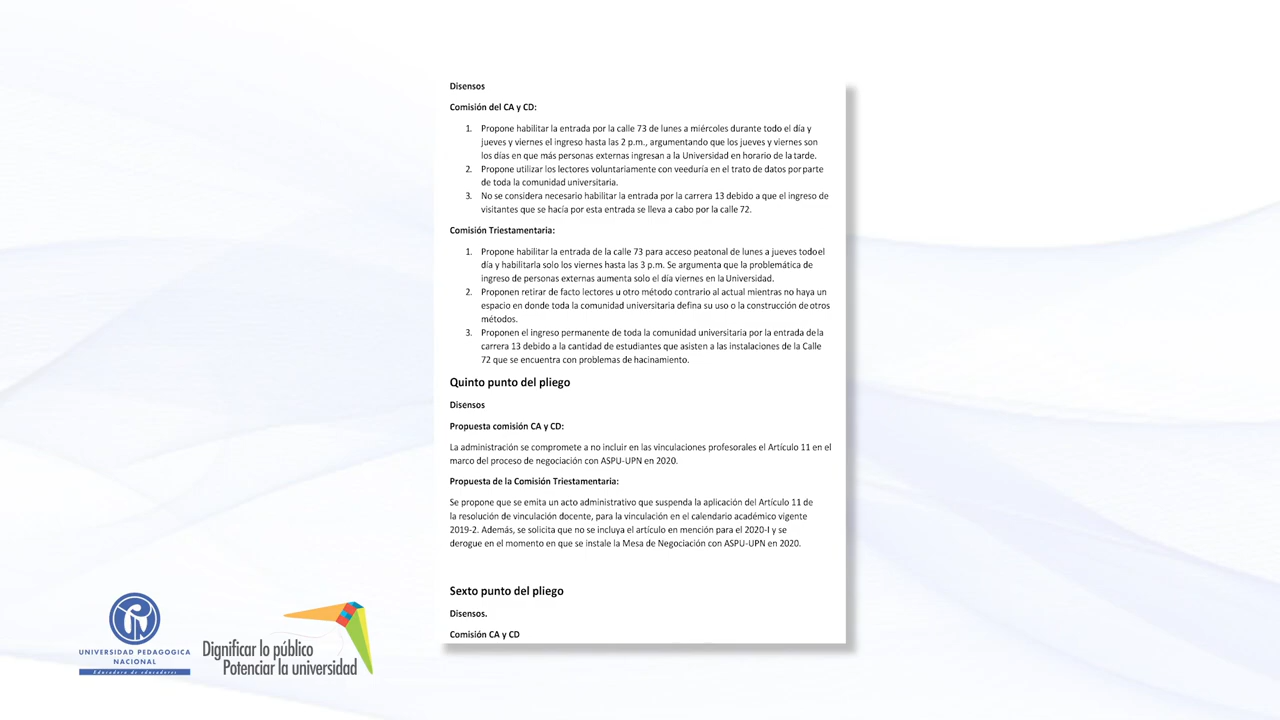 Disensos
Comisión del CA y CD:
1. Propone habilitar la entrada por la calle 73 de lunes a miércoles durante todo el día y
jueves y viernes el ingreso hasta las 2 p.m., argumentando que los jueves y viernes son
los días en que más personas externas ingresan a la Universidad en horario de la tarde.
2. Propone utilizar los lectores voluntariamente con veeduría en el trato de datos por parte
de toda la comunidad universitaria.
3. No se considera necesario habilitar la entrada por la carrera 13 debido a que el ingreso de
visitantes que se hacía por esta entrada se lleva a cabo por la calle 72.
Comisión Triestamentaria:
1. Propone habilitar la entrada de la calle 73 para acceso peatonal de lunes a jueves todo el
día y habilitarla solo los viernes hasta las 3 p.m. Se argumenta que la problemática de
ingreso de personas externas aumenta solo el día viernes en la Universidad.
2. Proponen retirar de facto lectores u otro método contrario al actual mientras no haya un
espacio en donde toda la comunidad universitaria defina su uso o la construcción de otros
métodos.
3. Proponen el ingreso permanente de toda la comunidad universitaria por la entrada de la
carrera 13 debido a la cantidad de estudiantes que asisten a las instalaciones de la Calle
72 que se encuentra con problemas de hacinamiento.
Quinto punto del pliego
Disensos
Propuesta comisión CA y CD:
La administración se compromete a no incluir en las vinculaciones profesorales el Artículo 11 en el
marco del proceso de negociación con ASPU-UPN en 2020.
Propuesta de la Comisión Triestamentaria:
Se propone que se emita un acto administrativo que suspenda la aplicación del Artículo 11 de
la resolución de vinculación docente, para la vinculación en el calendario académico vigente
2019-2. Además, se solicita que no se incluya el artículo en mención para el 2020-I y se
derogue en el momento en que se instale la Mesa de Negociación con ASPU-UPN en 2020.
Sexto punto del pliego
Disensos.
Comisión CA y CD
UNIVERSIDAD PEDAGOGICA
NACIONAL
Educadora de educadores
Dignificar lo público
Potenciar la universidad